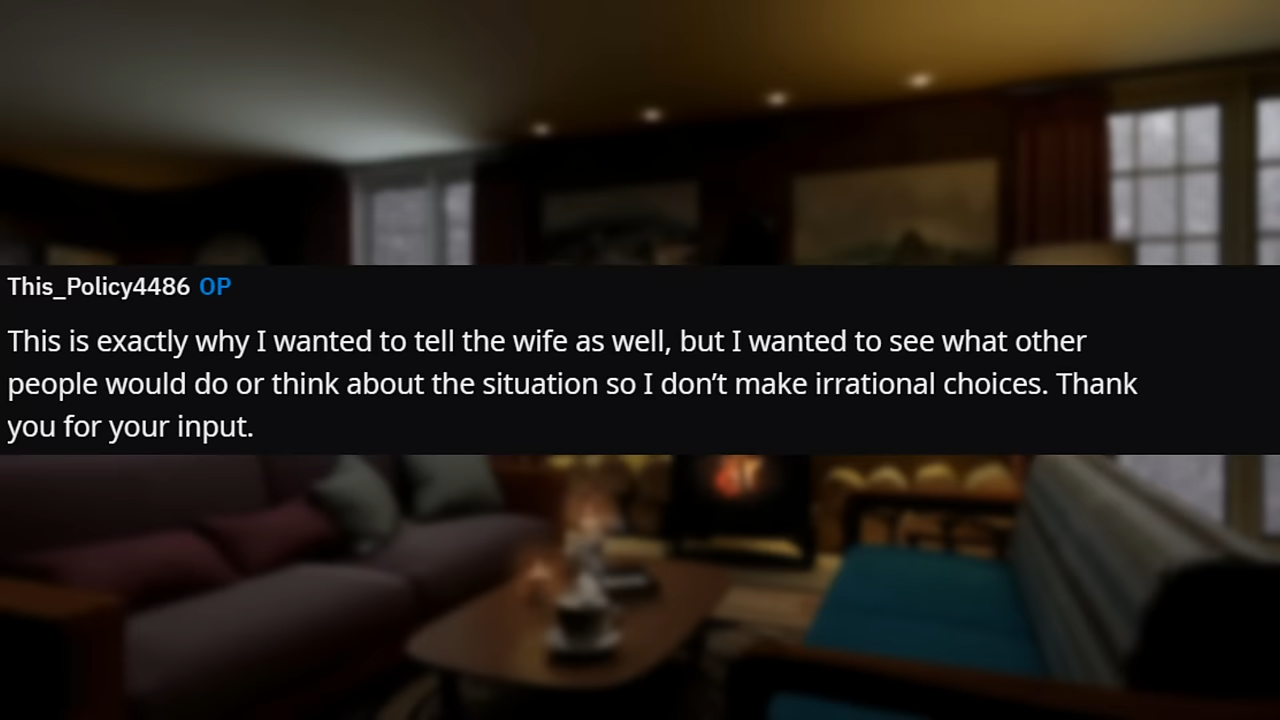 This_Policy4486 OP
This is exactly why I wanted to tell the wife as well, but I wanted to see what other
people would do or think about the situation so I don’t make irrational choices. Thank
you for your input.